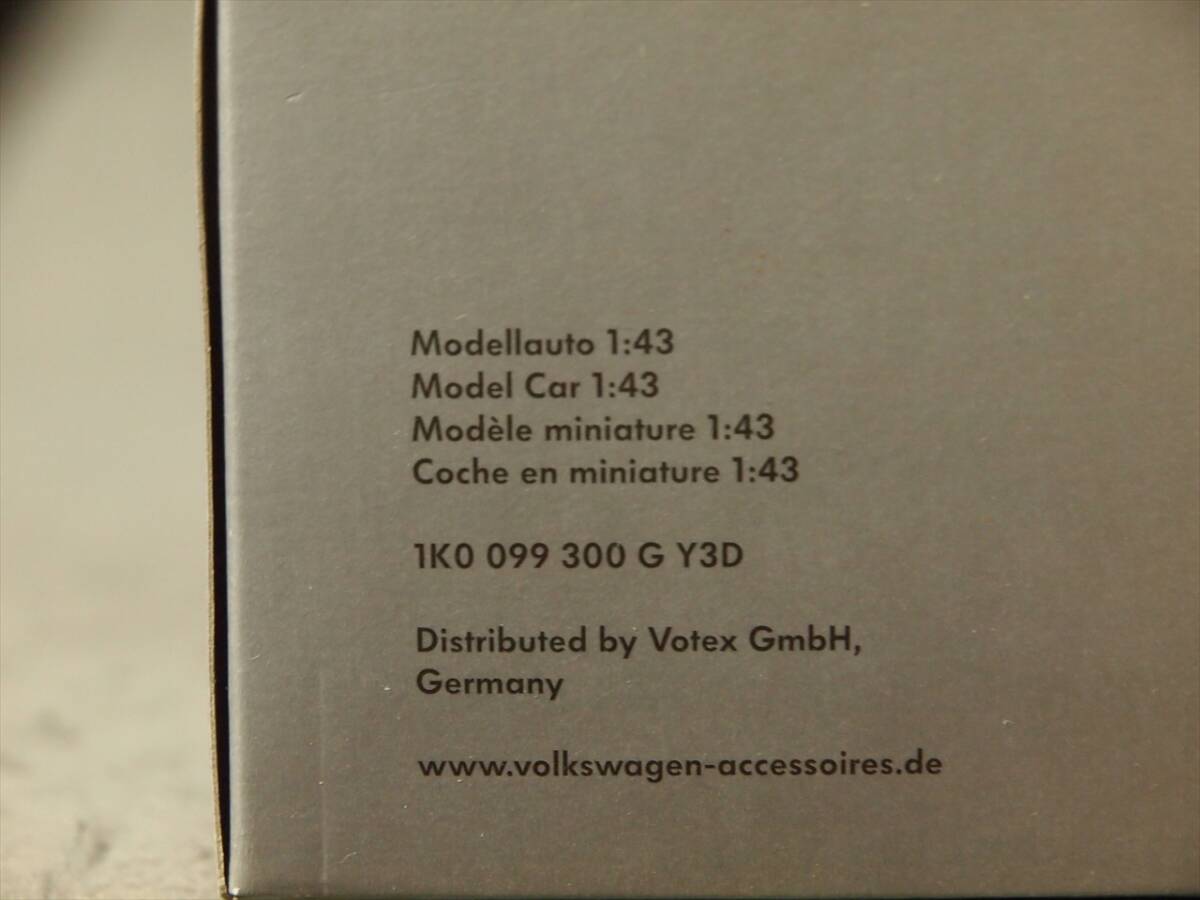 Modellauto 1:43
Model Car 1:43
Modèle miniature 1:43
Coche en miniature 1:43
1K0 099 300 G Y3D
Distributed by Votex GmbH,
Germany
www.volkswagen-accessoires.de